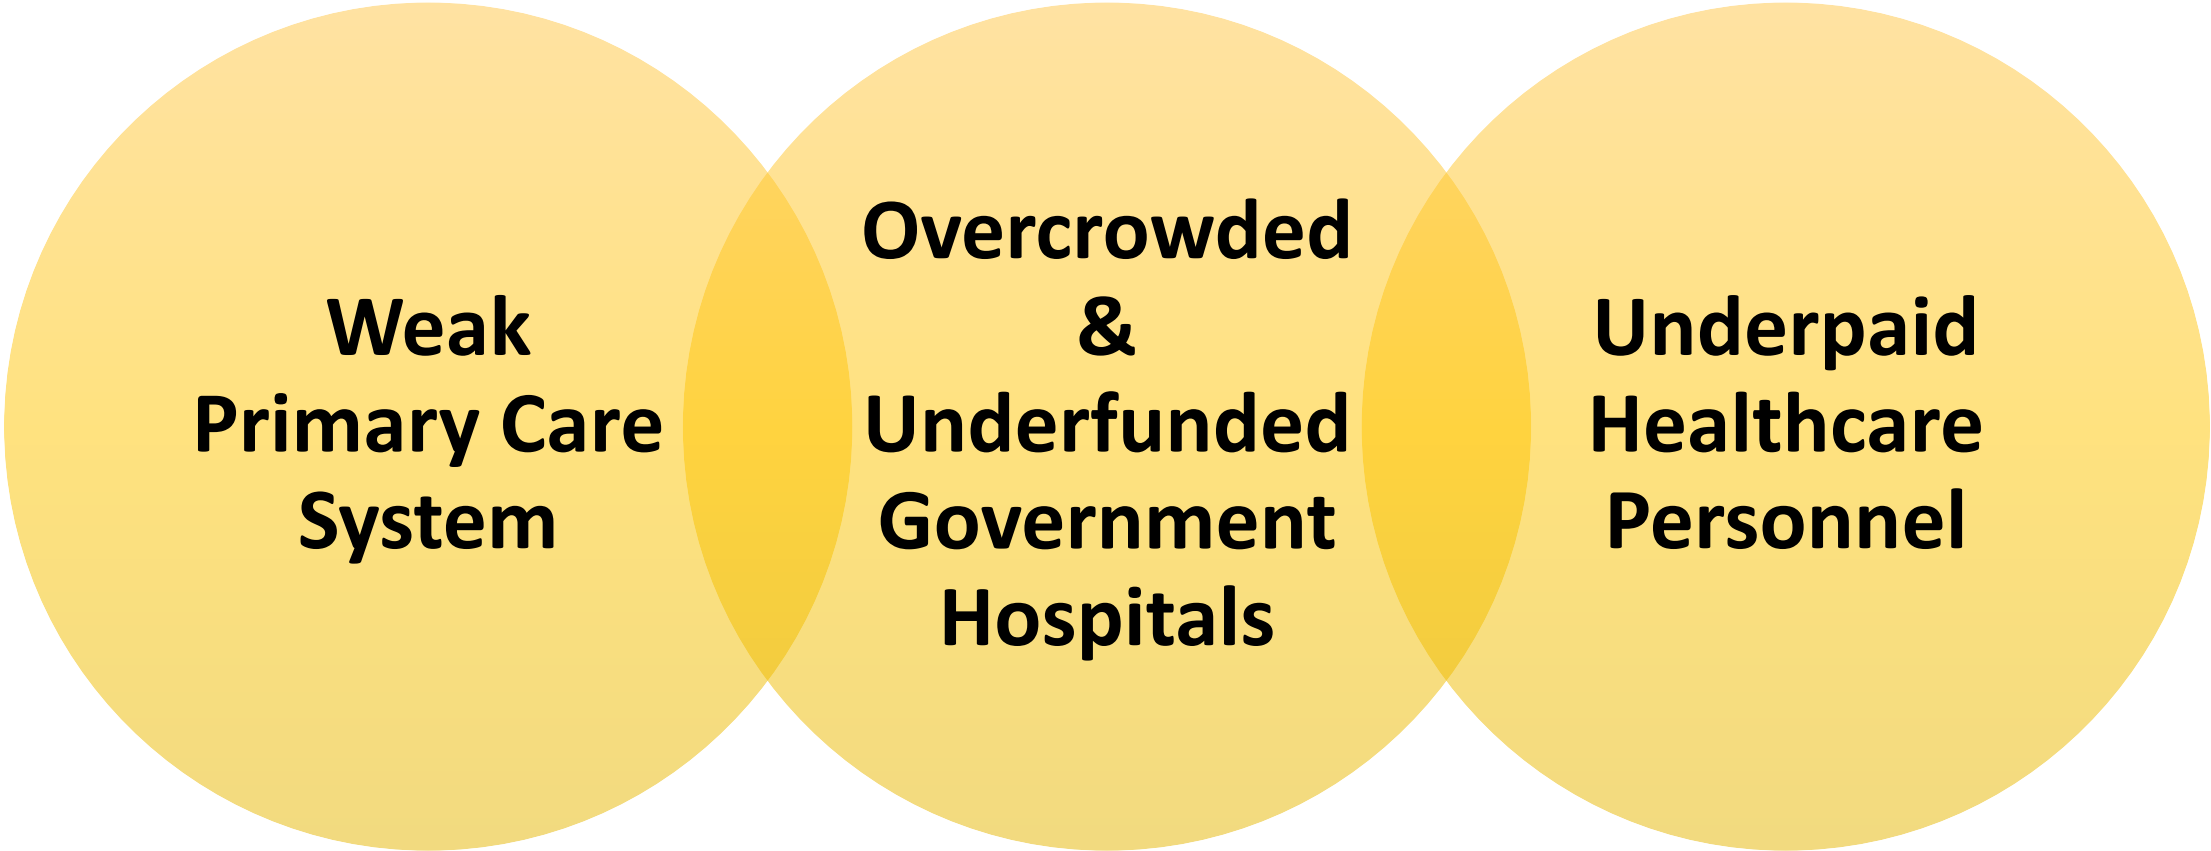 Weak
Primary Care
System
Overcrowded
&
Underfunded
Government
Hospitals
Underpaid
Healthcare
Personnel